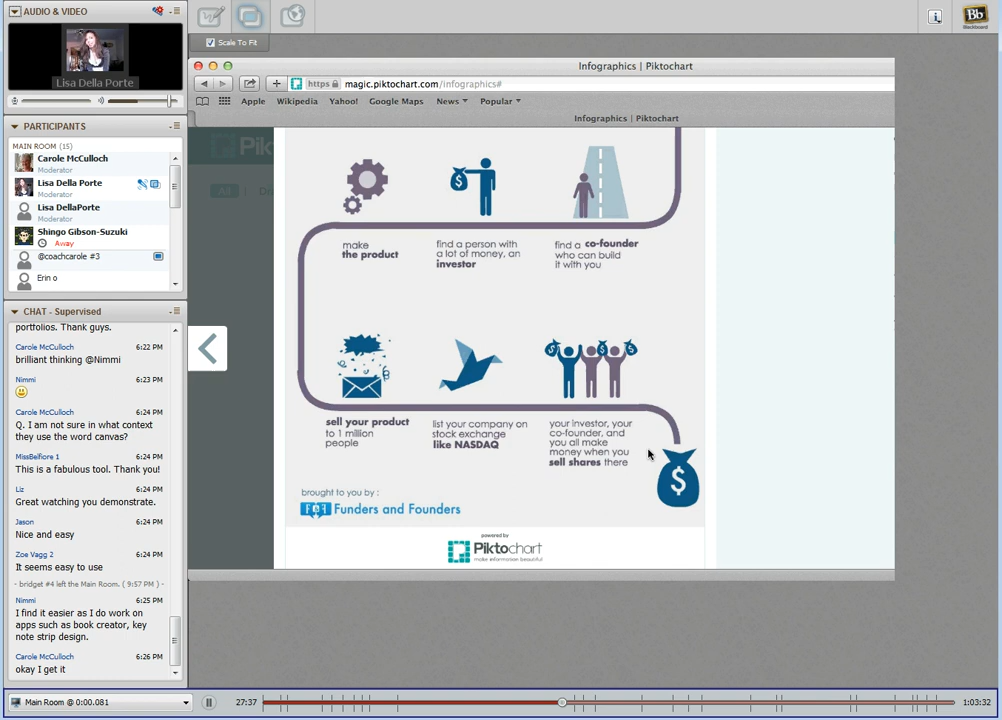 AUDIO & VIDEO
Lisa Della Porte
PARTICIPANTS
MAIN ROOM (15)
Carole McCulloch
Moderator
Lisa Della Porte
Moderator
Lisa DellaPorte
Moderator
Shingo Gibson-Suzuki
Away
@coachcarole #3
Erin o
CHAT - Supervised
portfolios. Thank guys.
Carole McCulloch 6:22 PM
brilliant thinking @Nimmi
Nimmi 6:23 PM
Carole McCulloch 6:24 PM
Q. I am not sure in what context
they use the word canvas?
MissBelfiore 1 6:24 PM
This is a fabulous tool. Thank you!
Liz 6:24 PM
Great watching you demonstrate.
Jason 6:24 PM
Nice and easy
Zoe Vagg 2 6:24 PM
It seems easy to use
- bridget #4 left the Main Room. ( 9:57 PM ) -
Nimmi 6:25 PM
I find it easier as I do work on
apps such as book creator, key
note strip design.
Carole McCulloch 6:26 PM
okay I get it
Scale To Fit
Bb
Blackboard
Infographics | Piktochart
https magic.piktochart.com/infographics#
Apple Wikipedia Yahoo! Google Maps News Popular
Infographics | Piktochart
Pik
make
the product
find a person with
a lot of money, an
investor
find a co-founder
who can build
it with you
sell your product
to 1 million
people
list your company on
stock exchange
like NASDAQ
your investor, your
co-founder, and
you all make
money when you
sell shares there
$
brought to you by :
F&F Funders and Founders
powered by
Piktochart
make information beautiful
Main Room @ 0:00.081
27:37
1:03:32